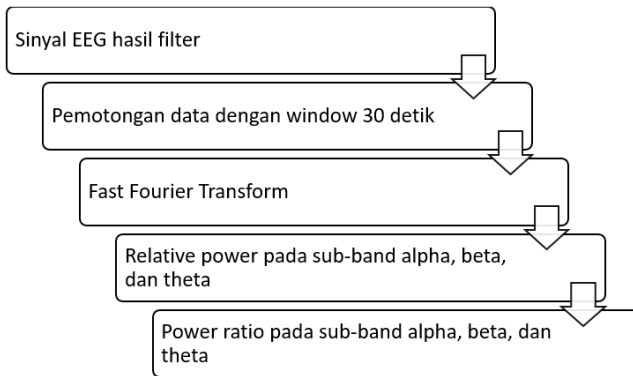 Sinyal EEG hasil filter
Pemotongan data dengan window 30 detik
Fast Fourier Transform
Relative power pada sub-band alpha, beta,
dan theta
Power ratio pada sub-band alpha, beta, dan
theta